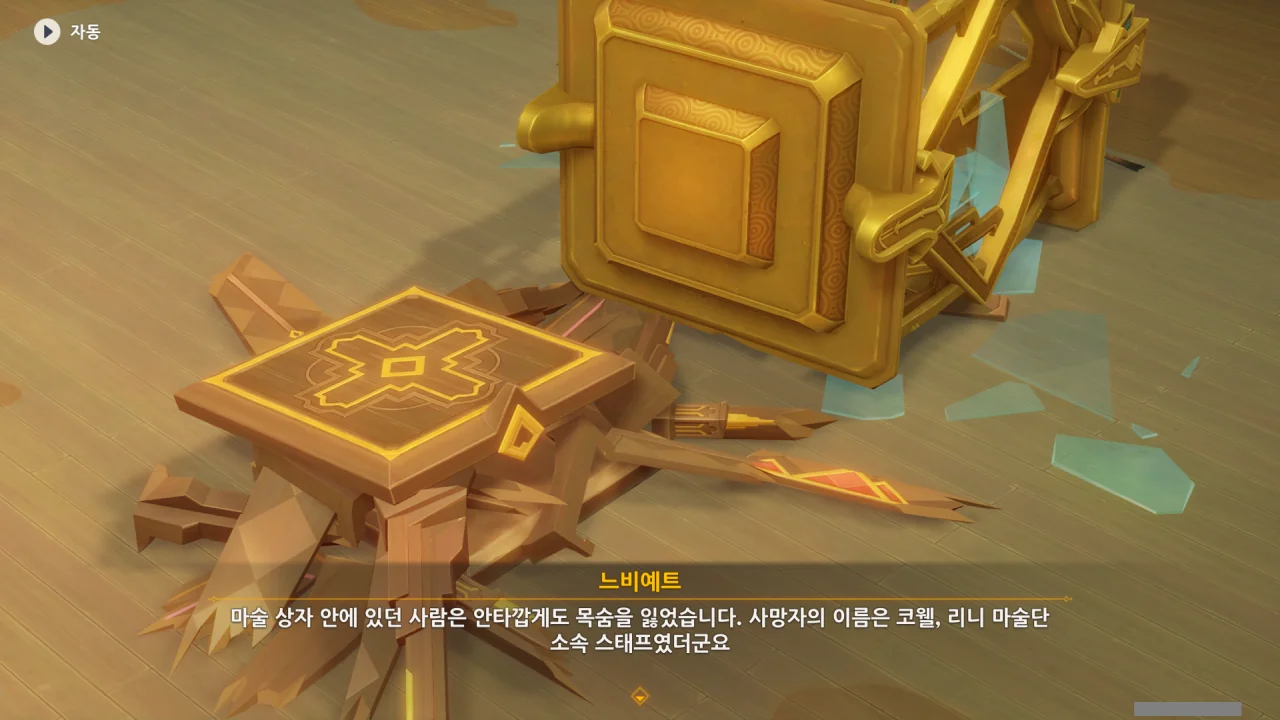 자동
느비예트
마술 상자 안에 있던 사람은 안타깝게도 목숨을 잃었습니다. 사망자의 이름은 코웰, 리니 마술단
소속 스태프였더군요